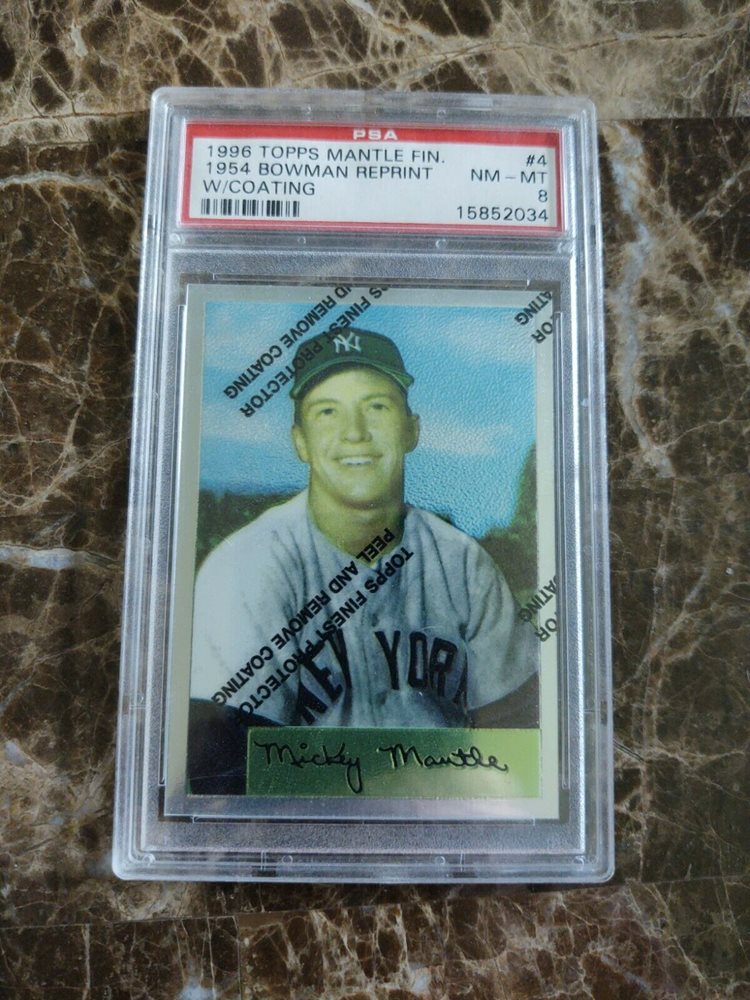 PSA
1996 TOPPS MANTLE FIN. #4
1954 BOWMAN REPRINT NM-MT
W/COATING 8
15852034
TOPPS FINEST PROTECTOR
PEEL AND REMOVE COATING
NY
TOPPS FINEST PROTECTOR
PEEL AND REMOVE COATING
NEW YORK
Mickey Mantle